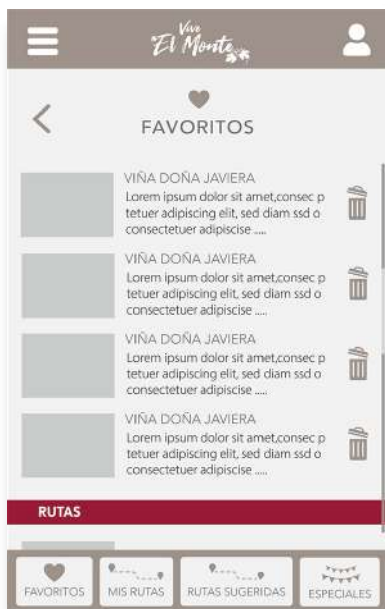 Vive
El Monte
FAVORITOS
VIÑA DOÑA JAVIERA
Lorem ipsum dolor sit amet,consec p
tetuer adipiscing elit, sed diam ssd o
consectetuer adipiscise .....
VIÑA DOÑA JAVIERA
Lorem ipsum dolor sit amet,consec p
tetuer adipiscing elit, sed diam ssd o
consectetuer adipiscise .....
VIÑA DOÑA JAVIERA
Lorem ipsum dolor sit amet,consec p
tetuer adipiscing elit, sed diam ssd o
consectetuer adipiscise .....
VIÑA DOÑA JAVIERA
Lorem ipsum dolor sit amet,consec p
tetuer adipiscing elit, sed diam ssd o
consectetuer adipiscise .....
RUTAS
FAVORITOS
MIS RUTAS
RUTAS SUGERIDAS
ESPECIALES